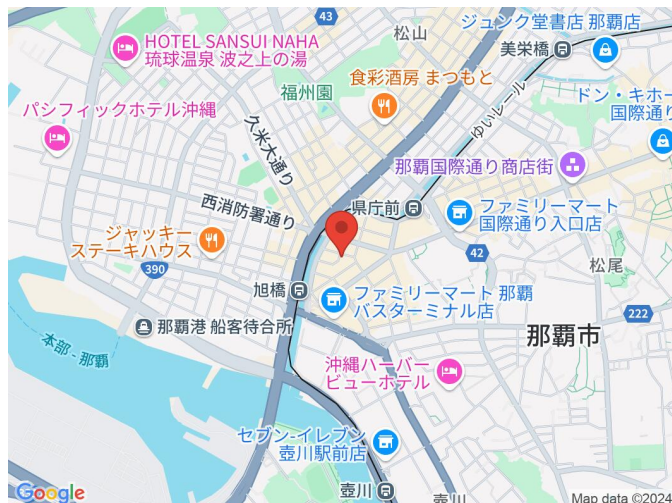 ジュンク堂書店 那覇店
松山
HOTEL SANSUI NAHA
琉球温泉 波之上の湯
美栄橋
福州園
食彩酒房 まつもと
ドン・キホー
国際通り
パシフィックホテル沖縄
久米大通り
ゆいレール
那覇国際通り商店街
西消防署通り
県庁前
ファミリーマート
国際通り入口店
ジャッキー
ステーキハウス
42
松尾
390
旭橋
ファミリーマート 那覇
バスターミナル店
222
那覇港 船客待合所
那覇市
本部 - 那覇
沖縄ハーバー
ビューホテル
セブン-イレブン
壺川駅前店
壺川
壺川
Google
Map data ©2024